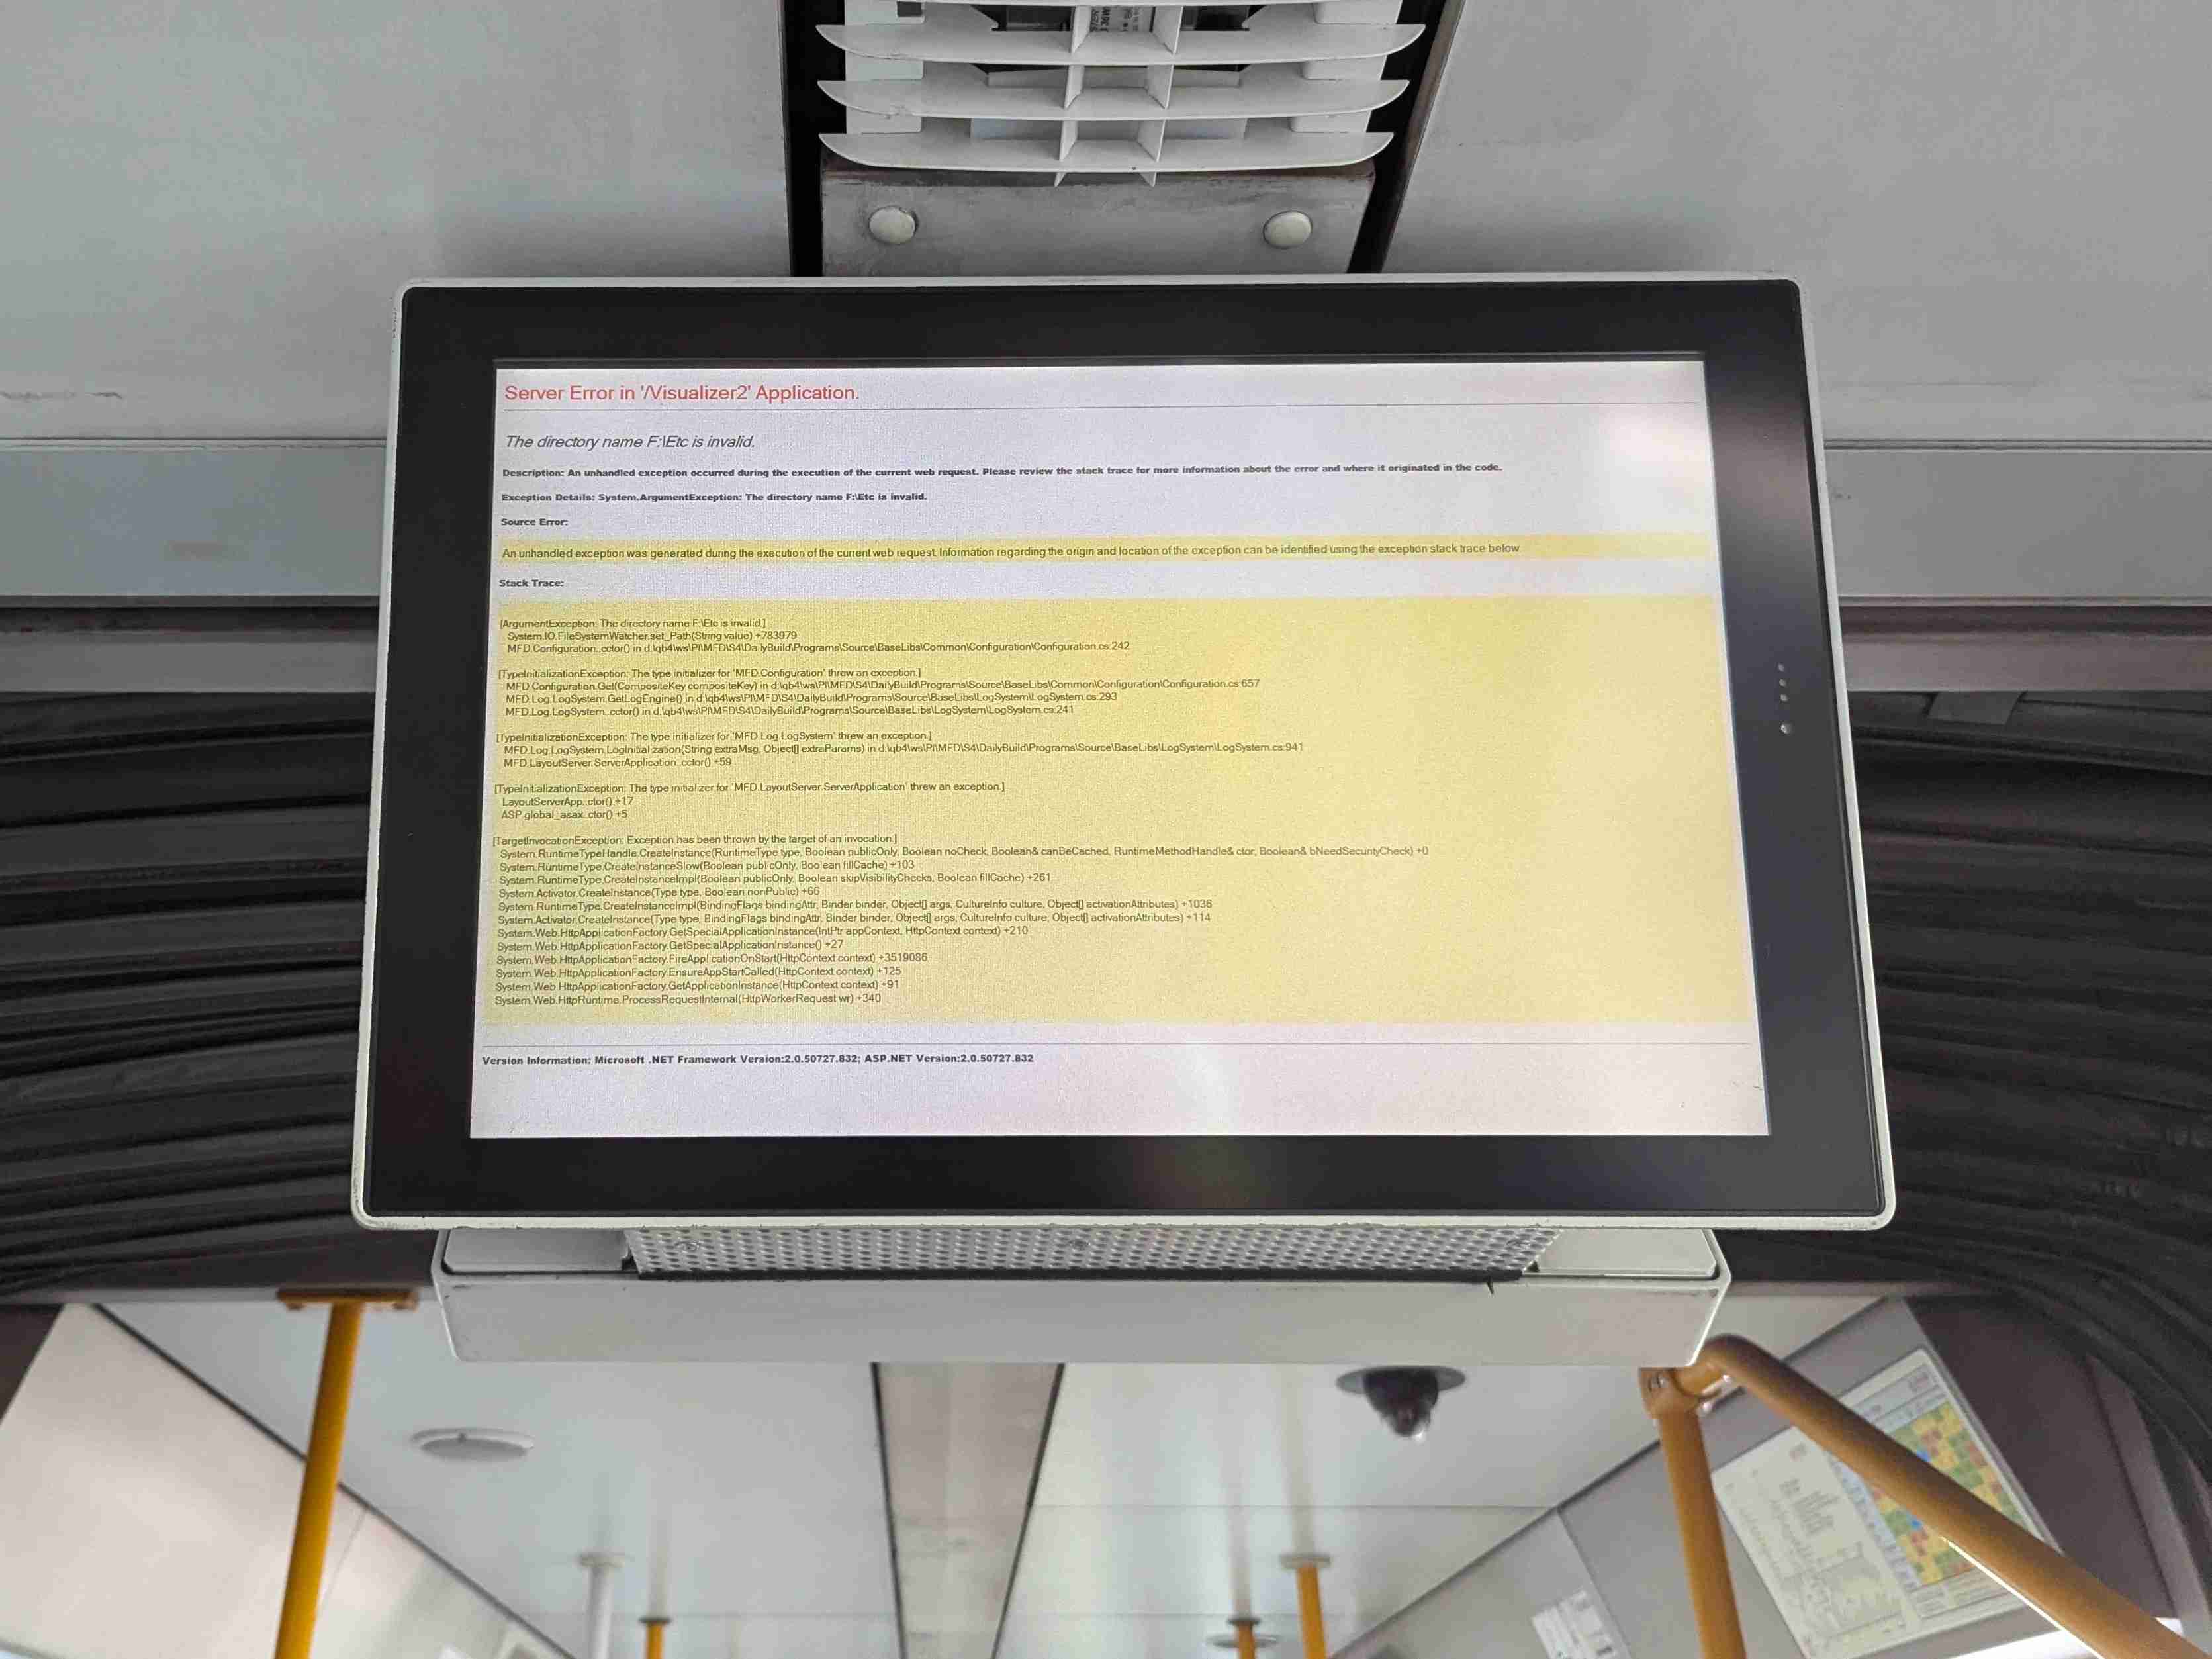 Server Error in '/Visualizer2' Application.
The directory name F:\Etc is invalid.
Description: An unhandled exception occurred during the execution of the current web request. Please review the stack trace for more information about the error and where it originated in the code.
Exception Details: System.ArgumentException: The directory name F:\Etc is invalid.
Source Error:
An unhandled exception was generated during the execution of the current web request. Information regarding the origin and location of the exception can be identified using the exception stack trace below.
Stack Trace:
[ArgumentException: The directory name F:\Etc is invalid.]
System.IO.FileSystemWatcher.set_Path(String value) +783979
MFD.Configuration..cctor() in d:\qb4\ws\PI\MFD\S4\DailyBuild\Programs\Source\BaseLibs\Common\Configuration\Configuration.cs:242
[TypeInitializationException: The type initializer for 'MFD.Configuration' threw an exception.]
MFD.Configuration.Get(CompositeKey compositeKey) in d:\qb4\ws\PI\MFD\S4\DailyBuild\Programs\Source\BaseLibs\Common\Configuration\Configuration.cs:657
MFD.Log.LogSystem.GetLogEngine() in d:\qb4\ws\PI\MFD\S4\DailyBuild\Programs\Source\BaseLibs\LogSystem\LogSystem.cs:293
MFD.Log.LogSystem..cctor() in d:\qb4\ws\PI\MFD\S4\DailyBuild\Programs\Source\BaseLibs\LogSystem\LogSystem.cs:241
[TypeInitializationException: The type initializer for 'MFD.Log.LogSystem' threw an exception.]
MFD.Log.LogSystem.LogInitialization(String extraMsg, Object[] extraParams) in d:\qb4\ws\PI\MFD\S4\DailyBuild\Programs\Source\BaseLibs\LogSystem\LogSystem.cs:941
MFD.LayoutServer.ServerApplication..cctor() +59
[TypeInitializationException: The type initializer for 'MFD.LayoutServer.ServerApplication' threw an exception.]
LayoutServerApp..ctor() +17
ASP.global_asax..ctor() +5
[TargetInvocationException: Exception has been thrown by the target of an invocation.]
System.RuntimeTypeHandle.CreateInstance(RuntimeType type, Boolean publicOnly, Boolean noCheck, Boolean& canBeCached, RuntimeMethodHandle& ctor, Boolean& bNeedSecurityCheck) +0
System.RuntimeType.CreateInstanceSlow(Boolean publicOnly, Boolean fillCache) +103
System.RuntimeType.CreateInstanceImpl(Boolean publicOnly, Boolean skipVisibilityChecks, Boolean fillCache) +261
System.Activator.CreateInstance(Type type, Boolean nonPublic) +66
System.RuntimeType.CreateInstanceImpl(BindingFlags bindingAttr, Binder binder, Object[] args, CultureInfo culture, Object[] activationAttributes) +1036
System.Activator.CreateInstance(Type type, BindingFlags bindingAttr, Binder binder, Object[] args, CultureInfo culture, Object[] activationAttributes) +114
System.Web.HttpApplicationFactory.GetSpecialApplicationInstance(IntPtr appContext, HttpContext context) +210
System.Web.HttpApplicationFactory.GetSpecialApplicationInstance() +27
System.Web.HttpApplicationFactory.FireApplicationOnStart(HttpContext context) +3519086
System.Web.HttpApplicationFactory.EnsureAppStartCalled(HttpContext context) +125
System.Web.HttpApplicationFactory.GetApplicationInstance(HttpContext context) +91
System.Web.HttpRuntime.ProcessRequestInternal(HttpWorkerRequest wr) +340
Version Information: Microsoft .NET Framework Version:2.0.50727.832; ASP.NET Version:2.0.50727.832